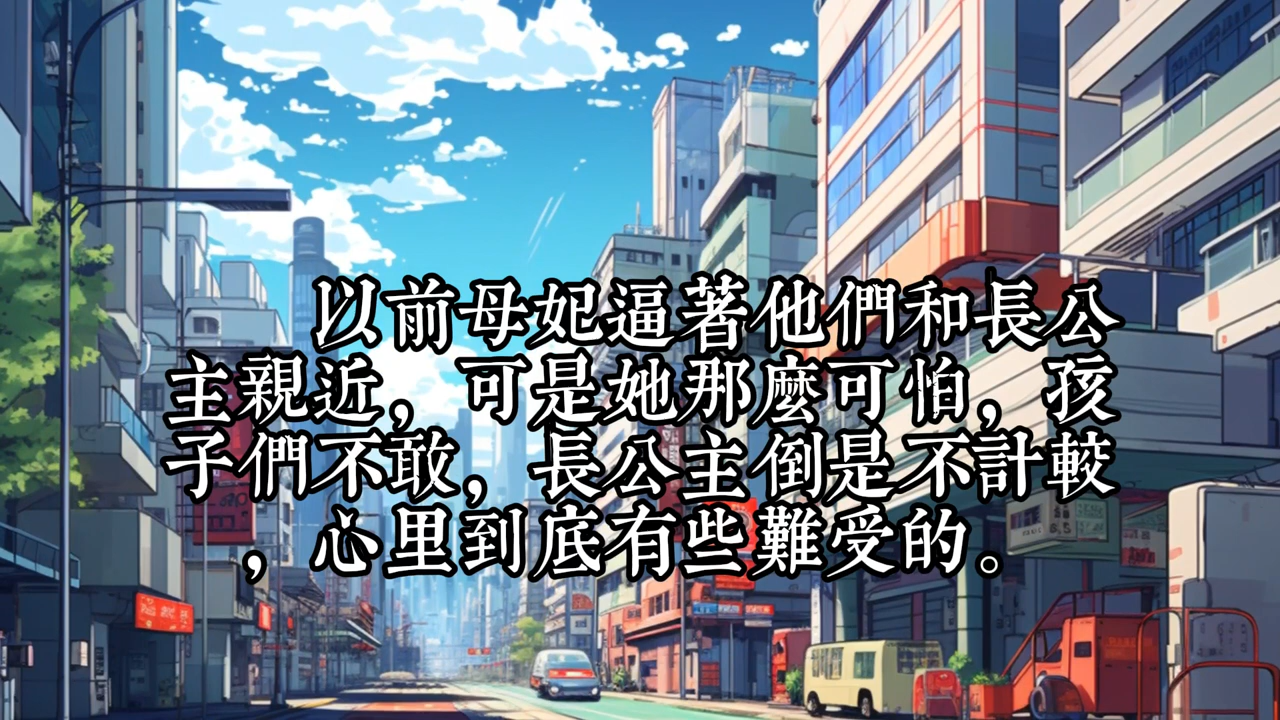 以前母妃逼著他們和長公
主親近，可是她那麼可怕，孩
子們不敢，長公主倒是不計較
，心里到底有些難受的。